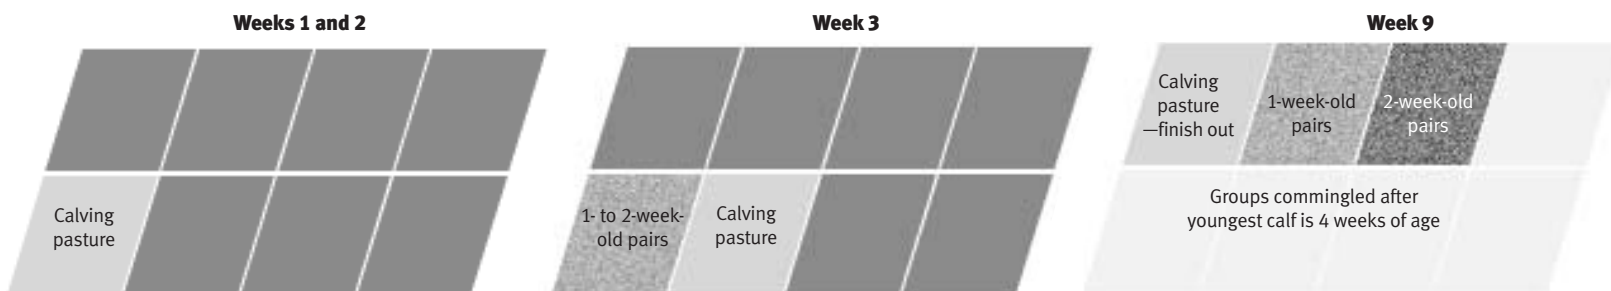 Weeks 1 and 2
Calving
pasture
Week 3
1- to 2-week-
old pairs
Calving
pasture
Week 9
Calving
pasture
—finish out
1-week-old
pairs
2-week-old
pairs
Groups commingled after
youngest calf is 4 weeks of age